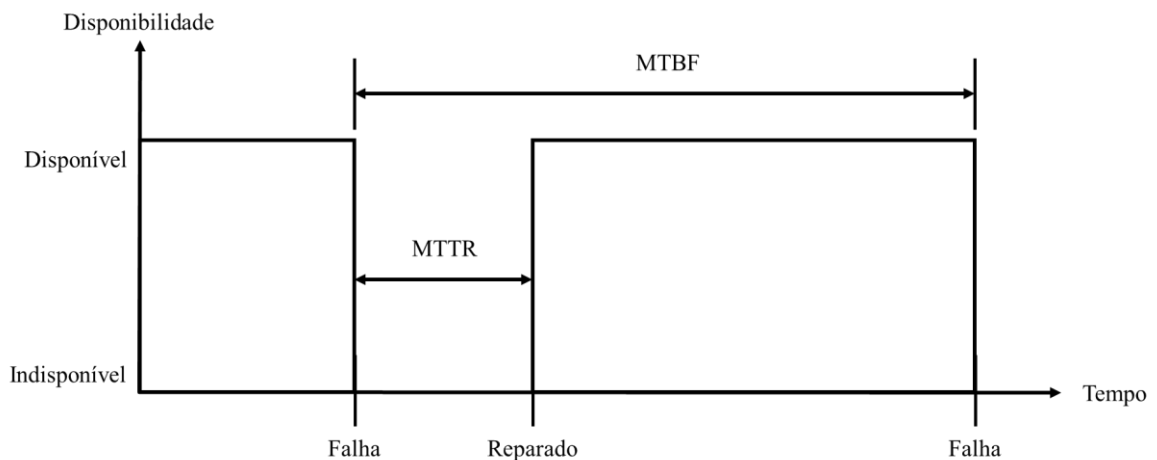 Disponibilidade
MTBF
Disponível
MTTR
Indisponível
Tempo
Falha
Reparado
Falha